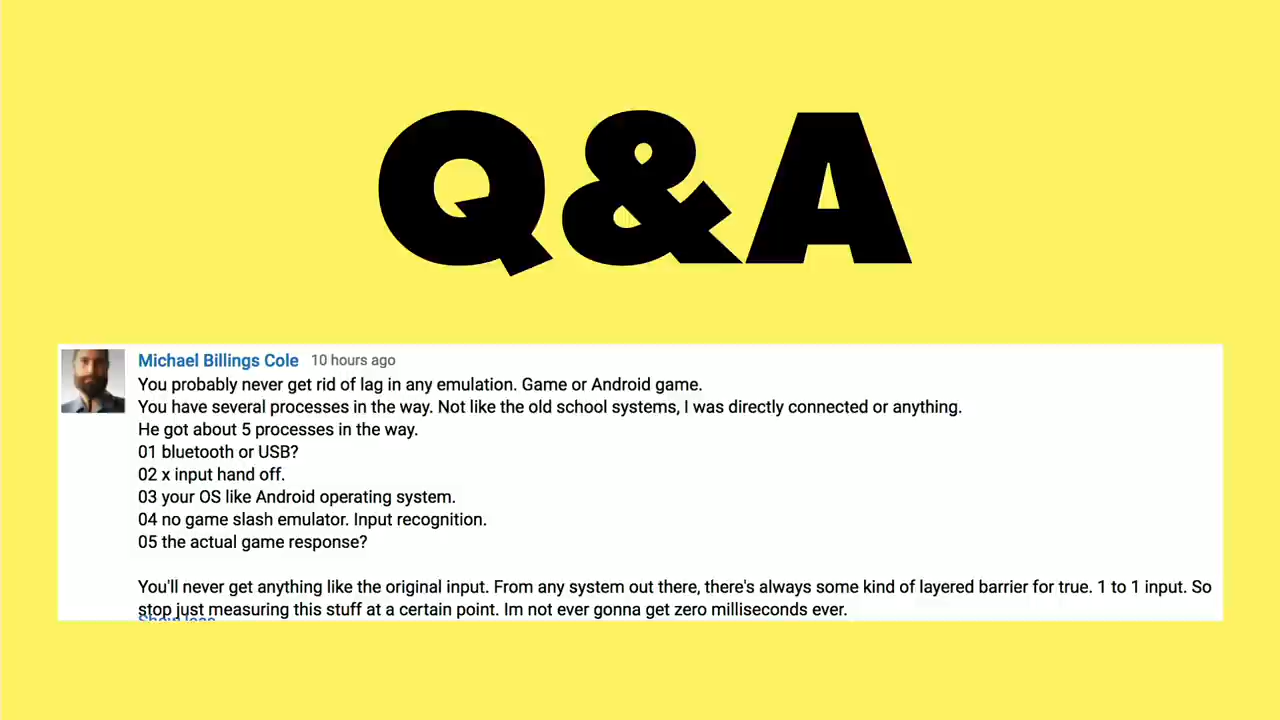 Q&A
Michael Billings Cole 10 hours ago
You probably never get rid of lag in any emulation. Game or Android game.
You have several processes in the way. Not like the old school systems, I was directly connected or anything.
He got about 5 processes in the way.
01 bluetooth or USB?
02 x input hand off.
03 your OS like Android operating system.
04 no game slash emulator. Input recognition.
05 the actual game response?
You'll never get anything like the original input. From any system out there, there's always some kind of layered barrier for true. 1 to 1 input. So
stop just measuring this stuff at a certain point. Im not ever gonna get zero milliseconds ever.
Show less